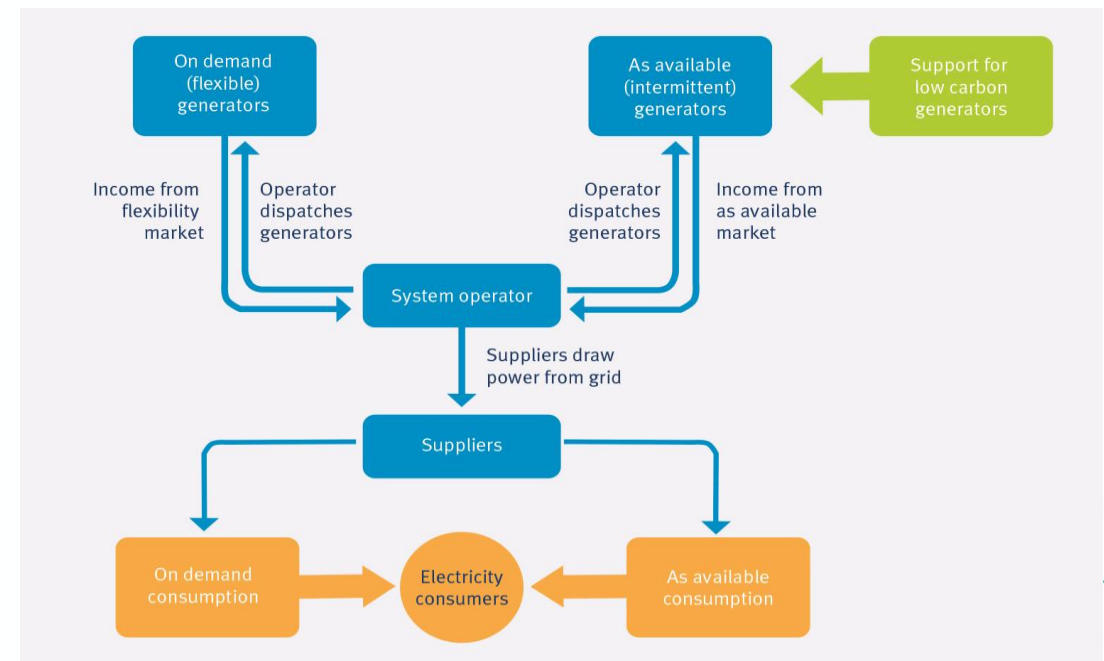 On demand
(flexible)
generators
As available
(intermittent)
generators
Support for
low carbon
generators
Income from
flexibility
market
Operator
dispatches
generators
Operator
dispatches
generators
Income from
as available
market
System operator
Suppliers draw
power from grid
Suppliers
On demand
consumption
Electricity
consumers
As available
consumption